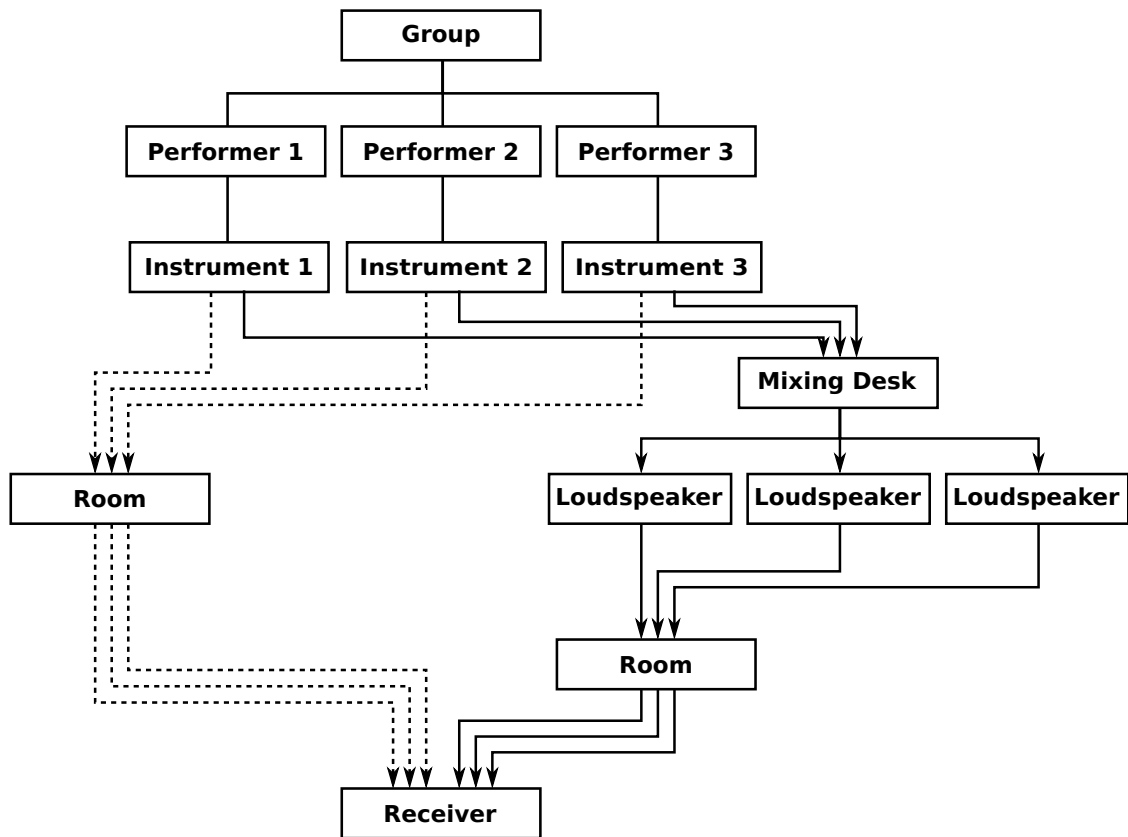 Group
Performer 1
Performer 2
Performer 3
Instrument 1
Instrument 2
Instrument 3
Mixing Desk
Room
Loudspeaker
Loudspeaker
Loudspeaker
Room
Receiver